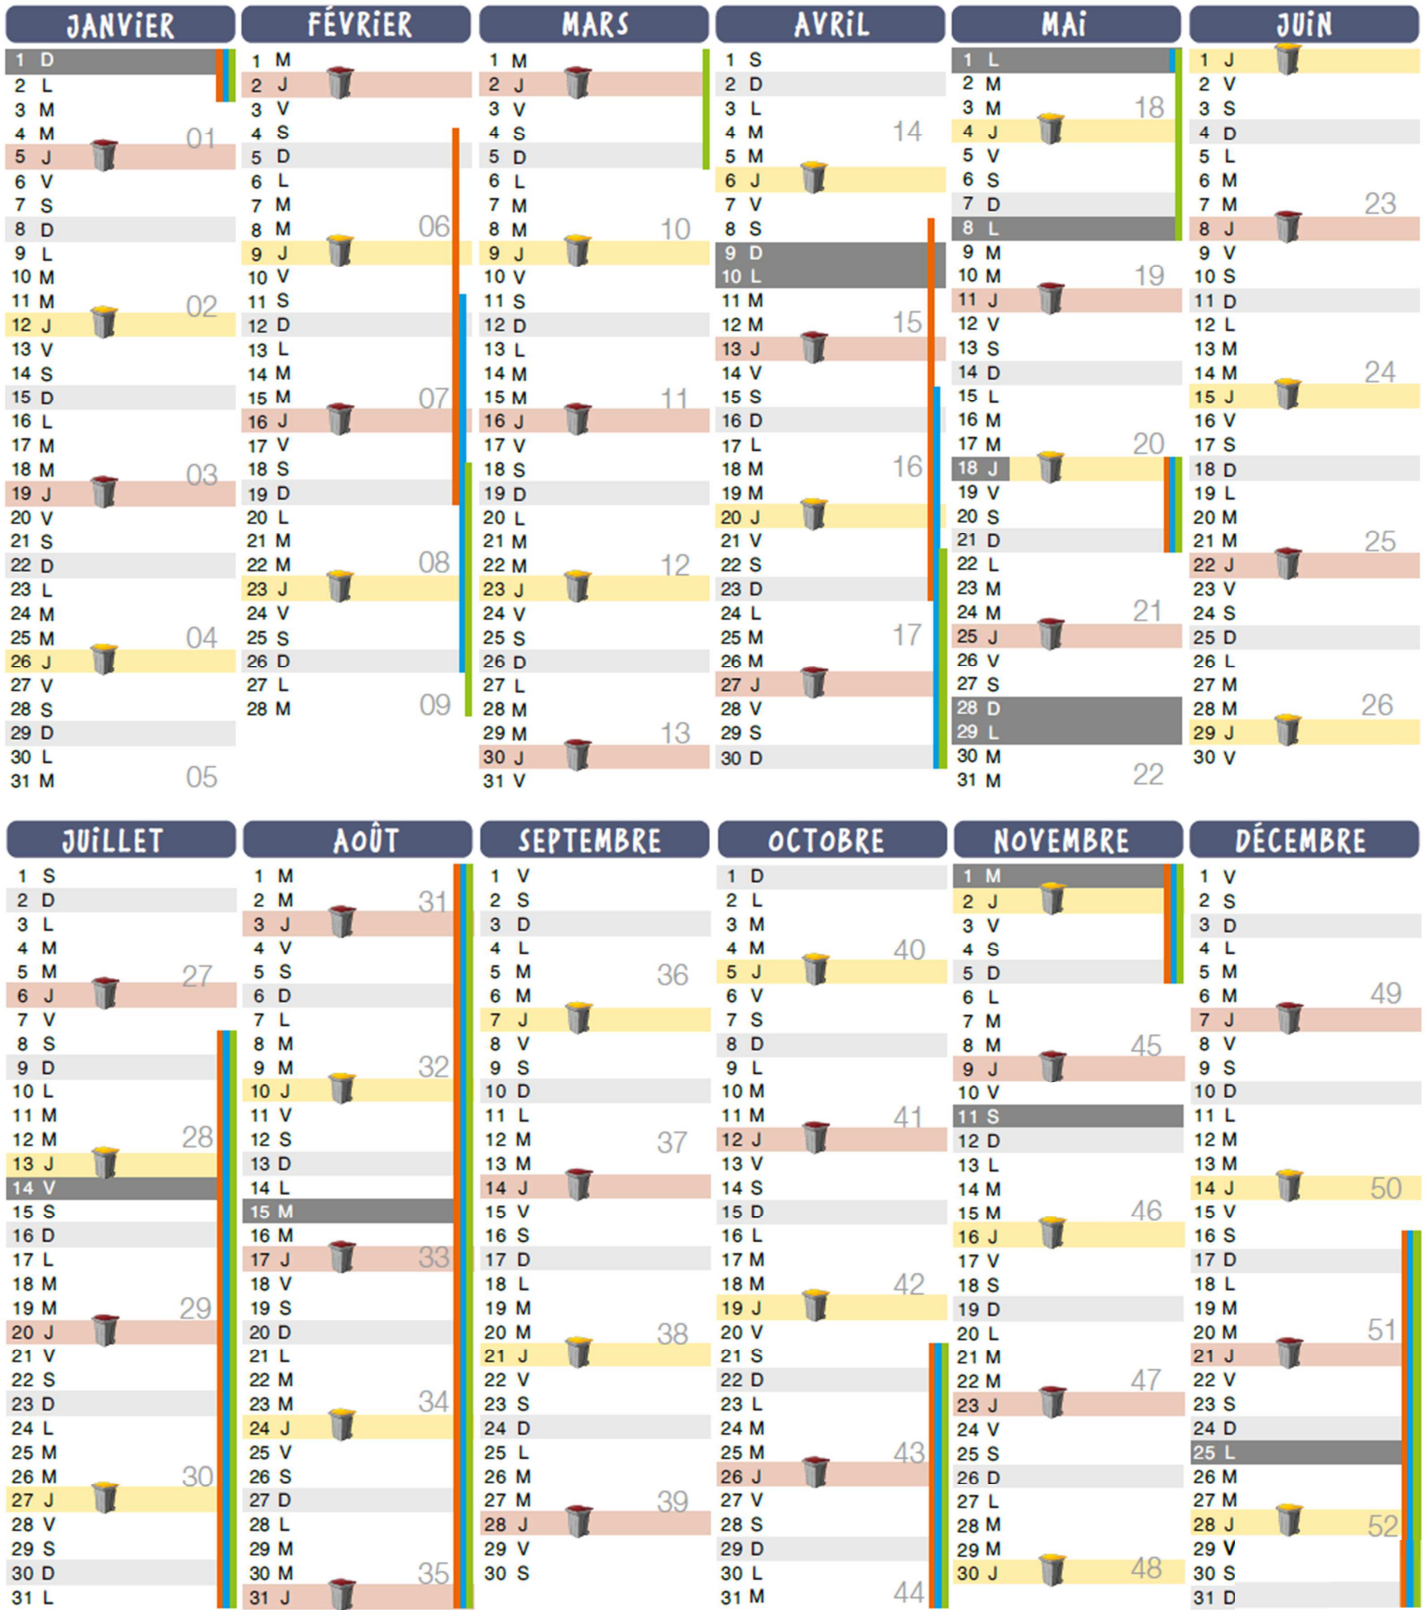 JANViER
1 D
2 L
3 M
4 M 01
5 J
6 V
7 S
8 D
9 L
10 M
11 M 02
12 J
13 V
14 S
15 D
16 L
17 M
18 M 03
19 J
20 V
21 S
22 D
23 L
24 M
25 M 04
26 J
27 V
28 S
29 D
30 L
31 M 05
FÉVRiER
1 M
2 J
3 V
4 S
5 D
6 L
7 M
8 M 06
9 J
10 V
11 S
12 D
13 L
14 M
15 M 07
16 J
17 V
18 S
19 D
20 L
21 M
22 M 08
23 J
24 V
25 S
26 D
27 L
28 M 09
MARS
1 M
2 J
3 V
4 S
5 D
6 L
7 M
8 M 10
9 J
10 V
11 S
12 D
13 L
14 M
15 M 11
16 J
17 V
18 S
19 D
20 L
21 M
22 M 12
23 J
24 V
25 S
26 D
27 L
28 M
29 M 13
30 J
31 V
AVRiL
1 S
2 D
3 L
4 M 14
5 M
6 J
7 V
8 S
9 D
10 L
11 M
12 M 15
13 J
14 V
15 S
16 D
17 L
18 M 16
19 M
20 J
21 V
22 S
23 D
24 L
25 M 17
26 M
27 J
28 V
29 S
30 D
MAi
1 L
2 M
3 M 18
4 J
5 V
6 S
7 D
8 L
9 M
10 M 19
11 J
12 V
13 S
14 D
15 L
16 M
17 M 20
18 J
19 V
20 S
21 D
22 L
23 M
24 M 21
25 J
26 V
27 S
28 D
29 L
30 M
31 M 22
JUiN
1 J
2 V
3 S
4 D
5 L
6 M
7 M 23
8 J
9 V
10 S
11 D
12 L
13 M
14 M 24
15 J
16 V
17 S
18 D
19 L
20 M
21 M 25
22 J
23 V
24 S
25 D
26 L
27 M
28 M 26
29 J
30 V
JUiLLET
1 S
2 D
3 L
4 M
5 M 27
6 J
7 V
8 S
9 D
10 L
11 M
12 M 28
13 J
14 V
15 S
16 D
17 L
18 M
19 M 29
20 J
21 V
22 S
23 D
24 L
25 M
26 M 30
27 J
28 V
29 S
30 D
31 L
AOÛT
1 M
2 M 31
3 J
4 V
5 S
6 D
7 L
8 M
9 M 32
10 J
11 V
12 S
13 D
14 L
15 M
16 M
17 J 33
18 V
19 S
20 D
21 L
22 M
23 M 34
24 J
25 V
26 S
27 D
28 L
29 M
30 M 35
31 J
SEPTEMBRE
1 V
2 S
3 D
4 L
5 M 36
6 M
7 J
8 V
9 S
10 D
11 L
12 M 37
13 M
14 J
15 V
16 S
17 D
18 L
19 M
20 M 38
21 J
22 V
23 S
24 D
25 L
26 M
27 M 39
28 J
29 V
30 S
OCTOBRE
1 D
2 L
3 M
4 M 40
5 J
6 V
7 S
8 D
9 L
10 M
11 M 41
12 J
13 V
14 S
15 D
16 L
17 M
18 M 42
19 J
20 V
21 S
22 D
23 L
24 M
25 M 43
26 J
27 V
28 S
29 D
30 L
31 M 44
NOVEMBRE
1 M
2 J
3 V
4 S
5 D
6 L
7 M
8 M 45
9 J
10 V
11 S
12 D
13 L
14 M
15 M 46
16 J
17 V
18 S
19 D
20 L
21 M
22 M 47
23 J
24 V
25 S
26 D
27 L
28 M
29 M
30 J 48
DÉCEMBRE
1 V
2 S
3 D
4 L
5 M
6 M 49
7 J
8 V
9 S
10 D
11 L
12 M
13 M
14 J 50
15 V
16 S
17 D
18 L
19 M
20 M 51
21 J
22 V
23 S
24 D
25 L
26 M
27 M
28 J 52
29 V
30 S
31 D